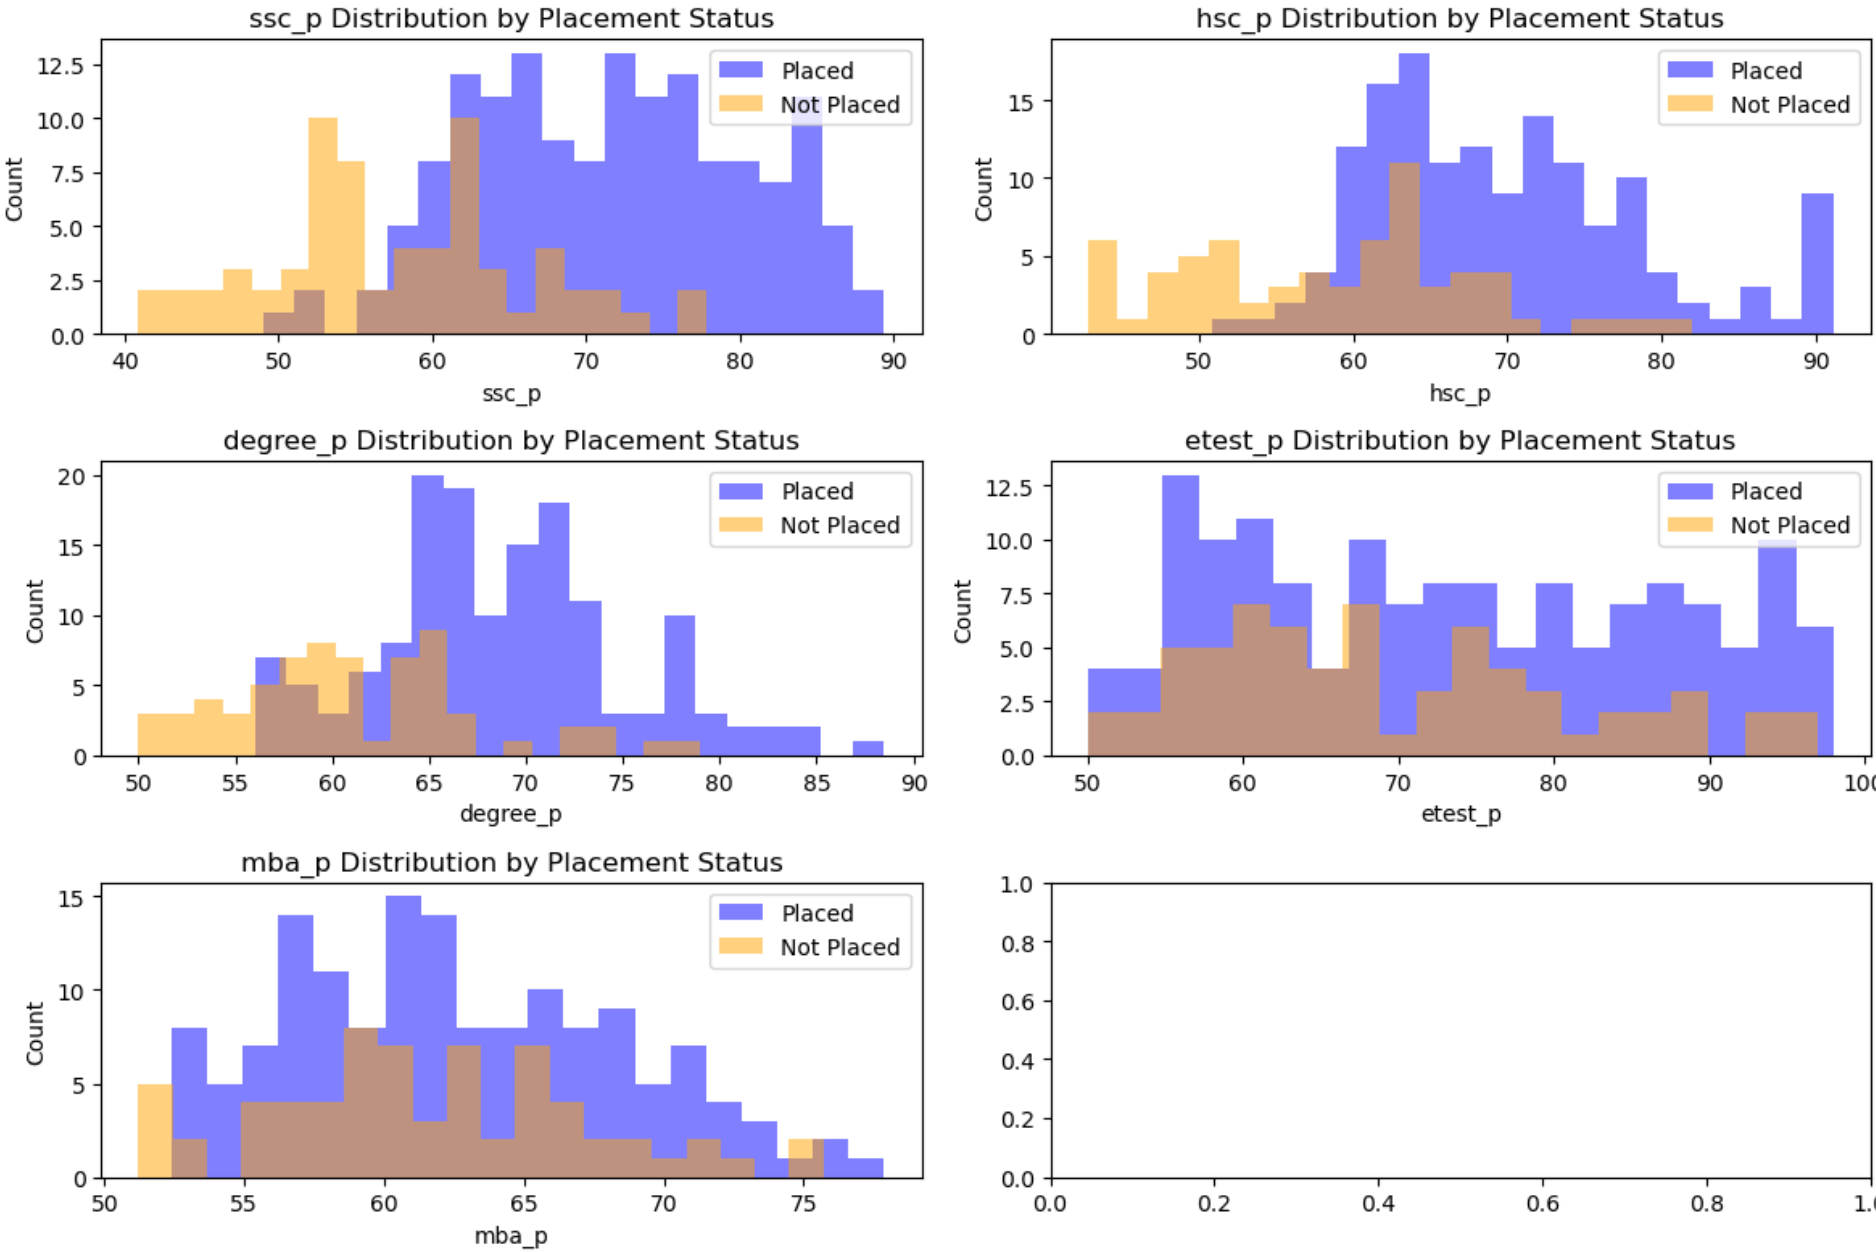 ssc_p Distribution by Placement Status
12.5
10.0
7.5
5.0
2.5
0.0
Count
Placed
Not Placed
40 50 60 70 80 90
ssc_p
hsc_p Distribution by Placement Status
15
10
5
0
Count
Placed
Not Placed
50 60 70 80 90
hsc_p
degree_p Distribution by Placement Status
20
15
10
5
0
Count
Placed
Not Placed
50 55 60 65 70 75 80 85 90
degree_p
etest_p Distribution by Placement Status
12.5
10.0
7.5
5.0
2.5
0.0
Count
Placed
Not Placed
50 60 70 80 90 100
etest_p
mba_p Distribution by Placement Status
15
10
5
0
Count
Placed
Not Placed
50 55 60 65 70 75
mba_p
1.0
0.8
0.6
0.4
0.2
0.0
0.0 0.2 0.4 0.6 0.8